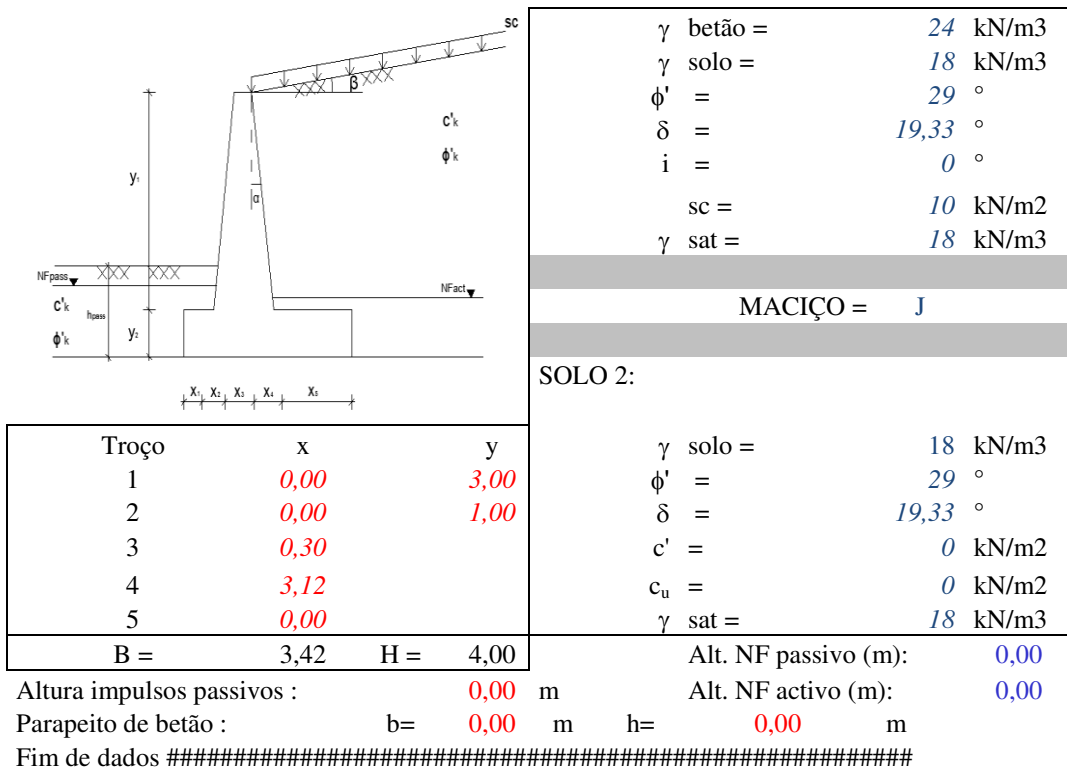 sc
β
c'k
ϕ'k
y₁
α
NFpass
NFact
c'k
hpass
y₂
ϕ'k
x₁ x₂ x₃ x₄ x₅
γ betão = 24 kN/m3
γ solo = 18 kN/m3
ϕ' = 29 °
δ = 19,33 °
i = 0 °
sc = 10 kN/m2
γ sat = 18 kN/m3
MACIÇO = J
SOLO 2:
Troço x y
1 0,00 3,00
2 0,00 1,00
3 0,30
4 3,12
5 0,00
B = 3,42 H = 4,00
γ solo = 18 kN/m3
ϕ' = 29 °
δ = 19,33 °
c' = 0 kN/m2
cu = 0 kN/m2
γ sat = 18 kN/m3
Alt. NF passivo (m): 0,00
Altura impulsos passivos : 0,00 m Alt. NF activo (m): 0,00
Parapeito de betão : b= 0,00 m h= 0,00 m
Fim de dados #######################################################